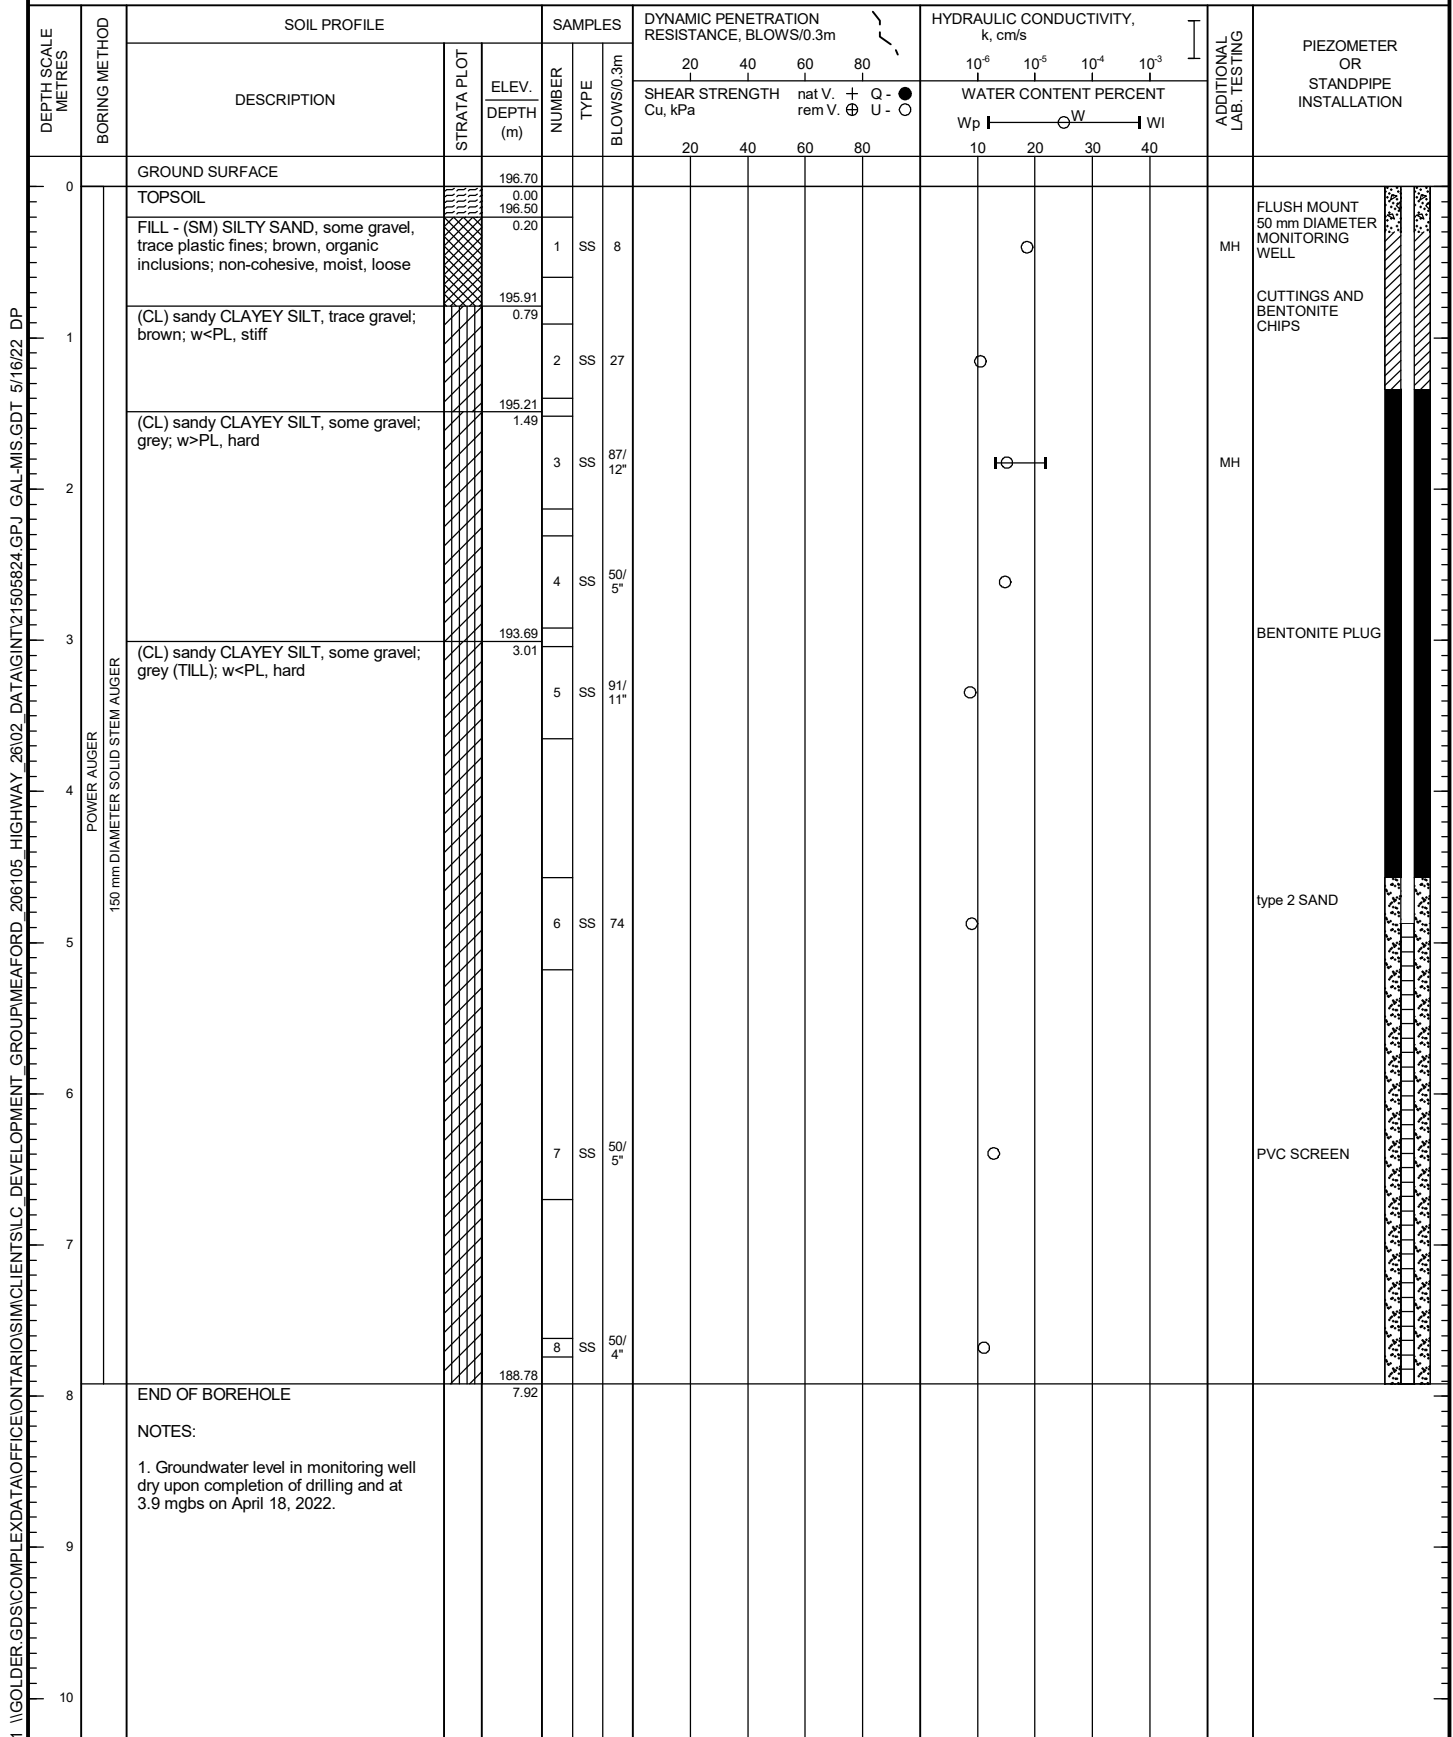 DEPTH SCALE
METRES
BORING METHOD
SOIL PROFILE
DESCRIPTION
STRATA PLOT
ELEV.
DEPTH
(m)
SAMPLES
NUMBER
TYPE
BLOWS/0.3m
DYNAMIC PENETRATION
RESISTANCE, BLOWS/0.3m
20 40 60 80
SHEAR STRENGTH nat V. + Q - ●
Cu, kPa rem V. ⊕ U - ○
20 40 60 80
HYDRAULIC CONDUCTIVITY,
k, cm/s
10⁻⁶ 10⁻⁵ 10⁻⁴ 10⁻³
WATER CONTENT PERCENT
Wp W Wl
10 20 30 40
ADDITIONAL
LAB. TESTING
PIEZOMETER
OR
STANDPIPE
INSTALLATION
GROUND SURFACE
196.70
0
TOPSOIL
0.00
196.50
FILL - (SM) SILTY SAND, some gravel,
trace plastic fines; brown, organic
inclusions; non-cohesive, moist, loose
0.20
1 SS 8
MH
FLUSH MOUNT
50 mm DIAMETER
MONITORING
WELL
195.91
(CL) sandy CLAYEY SILT, trace gravel;
brown; w<PL, stiff
0.79
CUTTINGS AND
BENTONITE
CHIPS
1
2 SS 27
195.21
(CL) sandy CLAYEY SILT, some gravel;
grey; w>PL, hard
1.49
3 SS 87/
12"
MH
2
4 SS 50/
5"
193.69
3
BENTONITE PLUG
(CL) sandy CLAYEY SILT, some gravel;
grey (TILL); w<PL, hard
3.01
5 SS 91/
11"
POWER AUGER
150 mm DIAMETER SOLID STEM AUGER
4
type 2 SAND
6 SS 74
5
6
7 SS 50/
5"
PVC SCREEN
7
8 SS 50/
4"
188.78
8
END OF BOREHOLE
7.92
NOTES:
1. Groundwater level in monitoring well
dry upon completion of drilling and at
3.9 mgbs on April 18, 2022.
9
10
1 \\GOLDER.GDS\COMPLEXDATA\OFFICE\ONTARIO\SIM\CLIENTS\LC_DEVELOPMENT_GROUP\MEAFORD_206105_HIGHWAY_26\02_DATA\GINT\21505824.GPJ GAL-MIS.GDT 5/16/22 DP